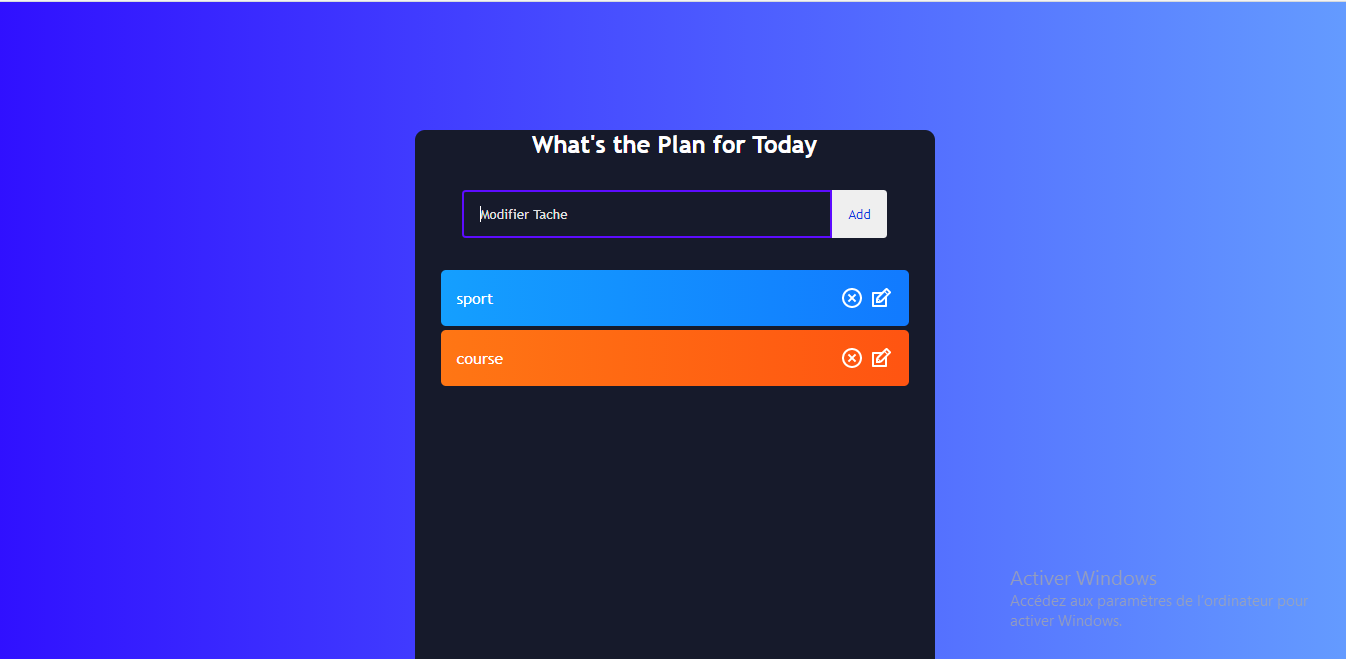 What's the Plan for Today
Modifier Tache
Add
sport
course
Activer Windows
Accédez aux paramètres de l'ordinateur pour
activer Windows.